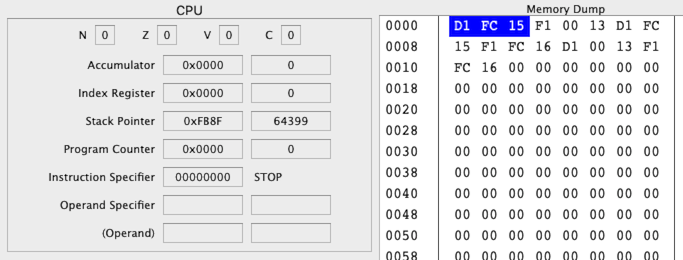 CPU
N 0 Z 0 V 0 C 0
Accumulator 0x0000 0
Index Register 0x0000 0
Stack Pointer 0xFB8F 64399
Program Counter 0x0000 0
Instruction Specifier 00000000 STOP
Operand Specifier
(Operand)
Memory Dump
0000 D1 FC 15 F1 00 13 D1 FC
0008 15 F1 FC 16 D1 00 13 F1
0010 FC 16 00 00 00 00 00 00
0018 00 00 00 00 00 00 00 00
0020 00 00 00 00 00 00 00 00
0028 00 00 00 00 00 00 00 00
0030 00 00 00 00 00 00 00 00
0038 00 00 00 00 00 00 00 00
0040 00 00 00 00 00 00 00 00
0048 00 00 00 00 00 00 00 00
0050 00 00 00 00 00 00 00 00
0058 00 00 00 00 00 00 00 00